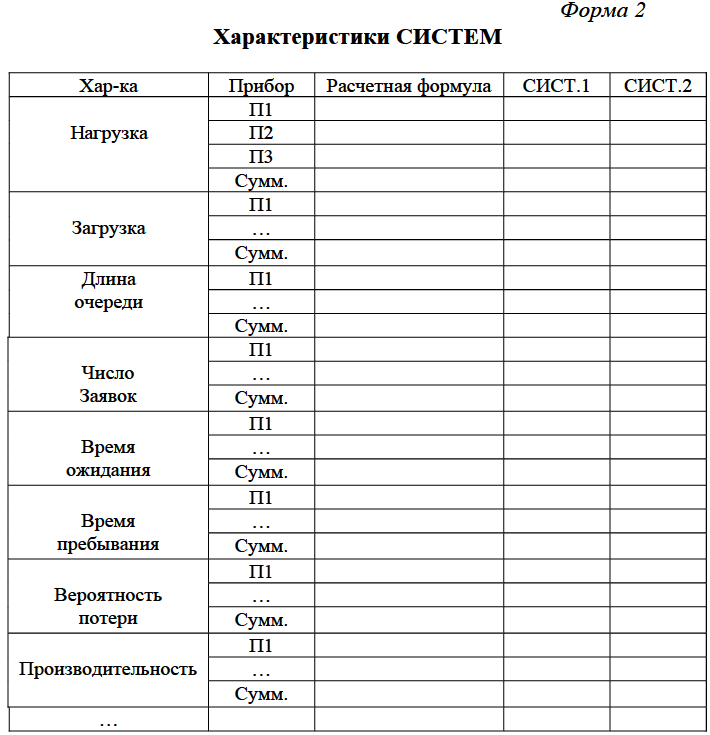 Форма 2
Характеристики СИСТЕМ
Хар-ка Прибор Расчетная формула СИСТ.1 СИСТ.2
Нагрузка
П1
П2
П3
Сумм.
Загрузка
П1
…
Сумм.
Длина
очереди
П1
…
Сумм.
Число
Заявок
П1
…
Сумм.
Время
ожидания
П1
…
Сумм.
Время
пребывания
П1
…
Сумм.
Вероятность
потери
П1
…
Сумм.
Производительность
П1
…
Сумм.
…